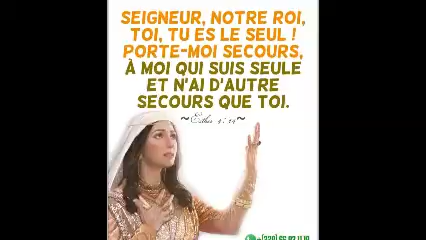 SEIGNEUR, NOTRE ROI,
TOI, TU ES LE SEUL !
PORTE-MOI SECOURS,
À MOI QUI SUIS SEULE
ET N'AI D'AUTRE
SECOURS QUE TOI.
~Esther 4:14~